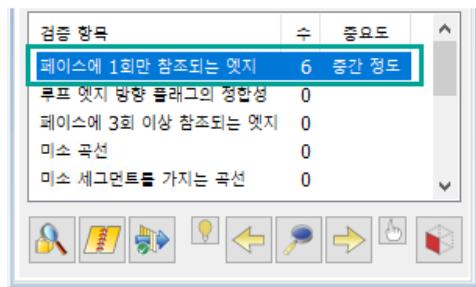 검증 항목 수 중요도
페이스에 1회만 참조되는 엣지 6 중간 정도
루프 엣지 방향 플래그의 정합성 0
페이스에 3회 이상 참조되는 엣지 0
미소 곡선 0
미소 세그먼트를 가지는 곡선 0